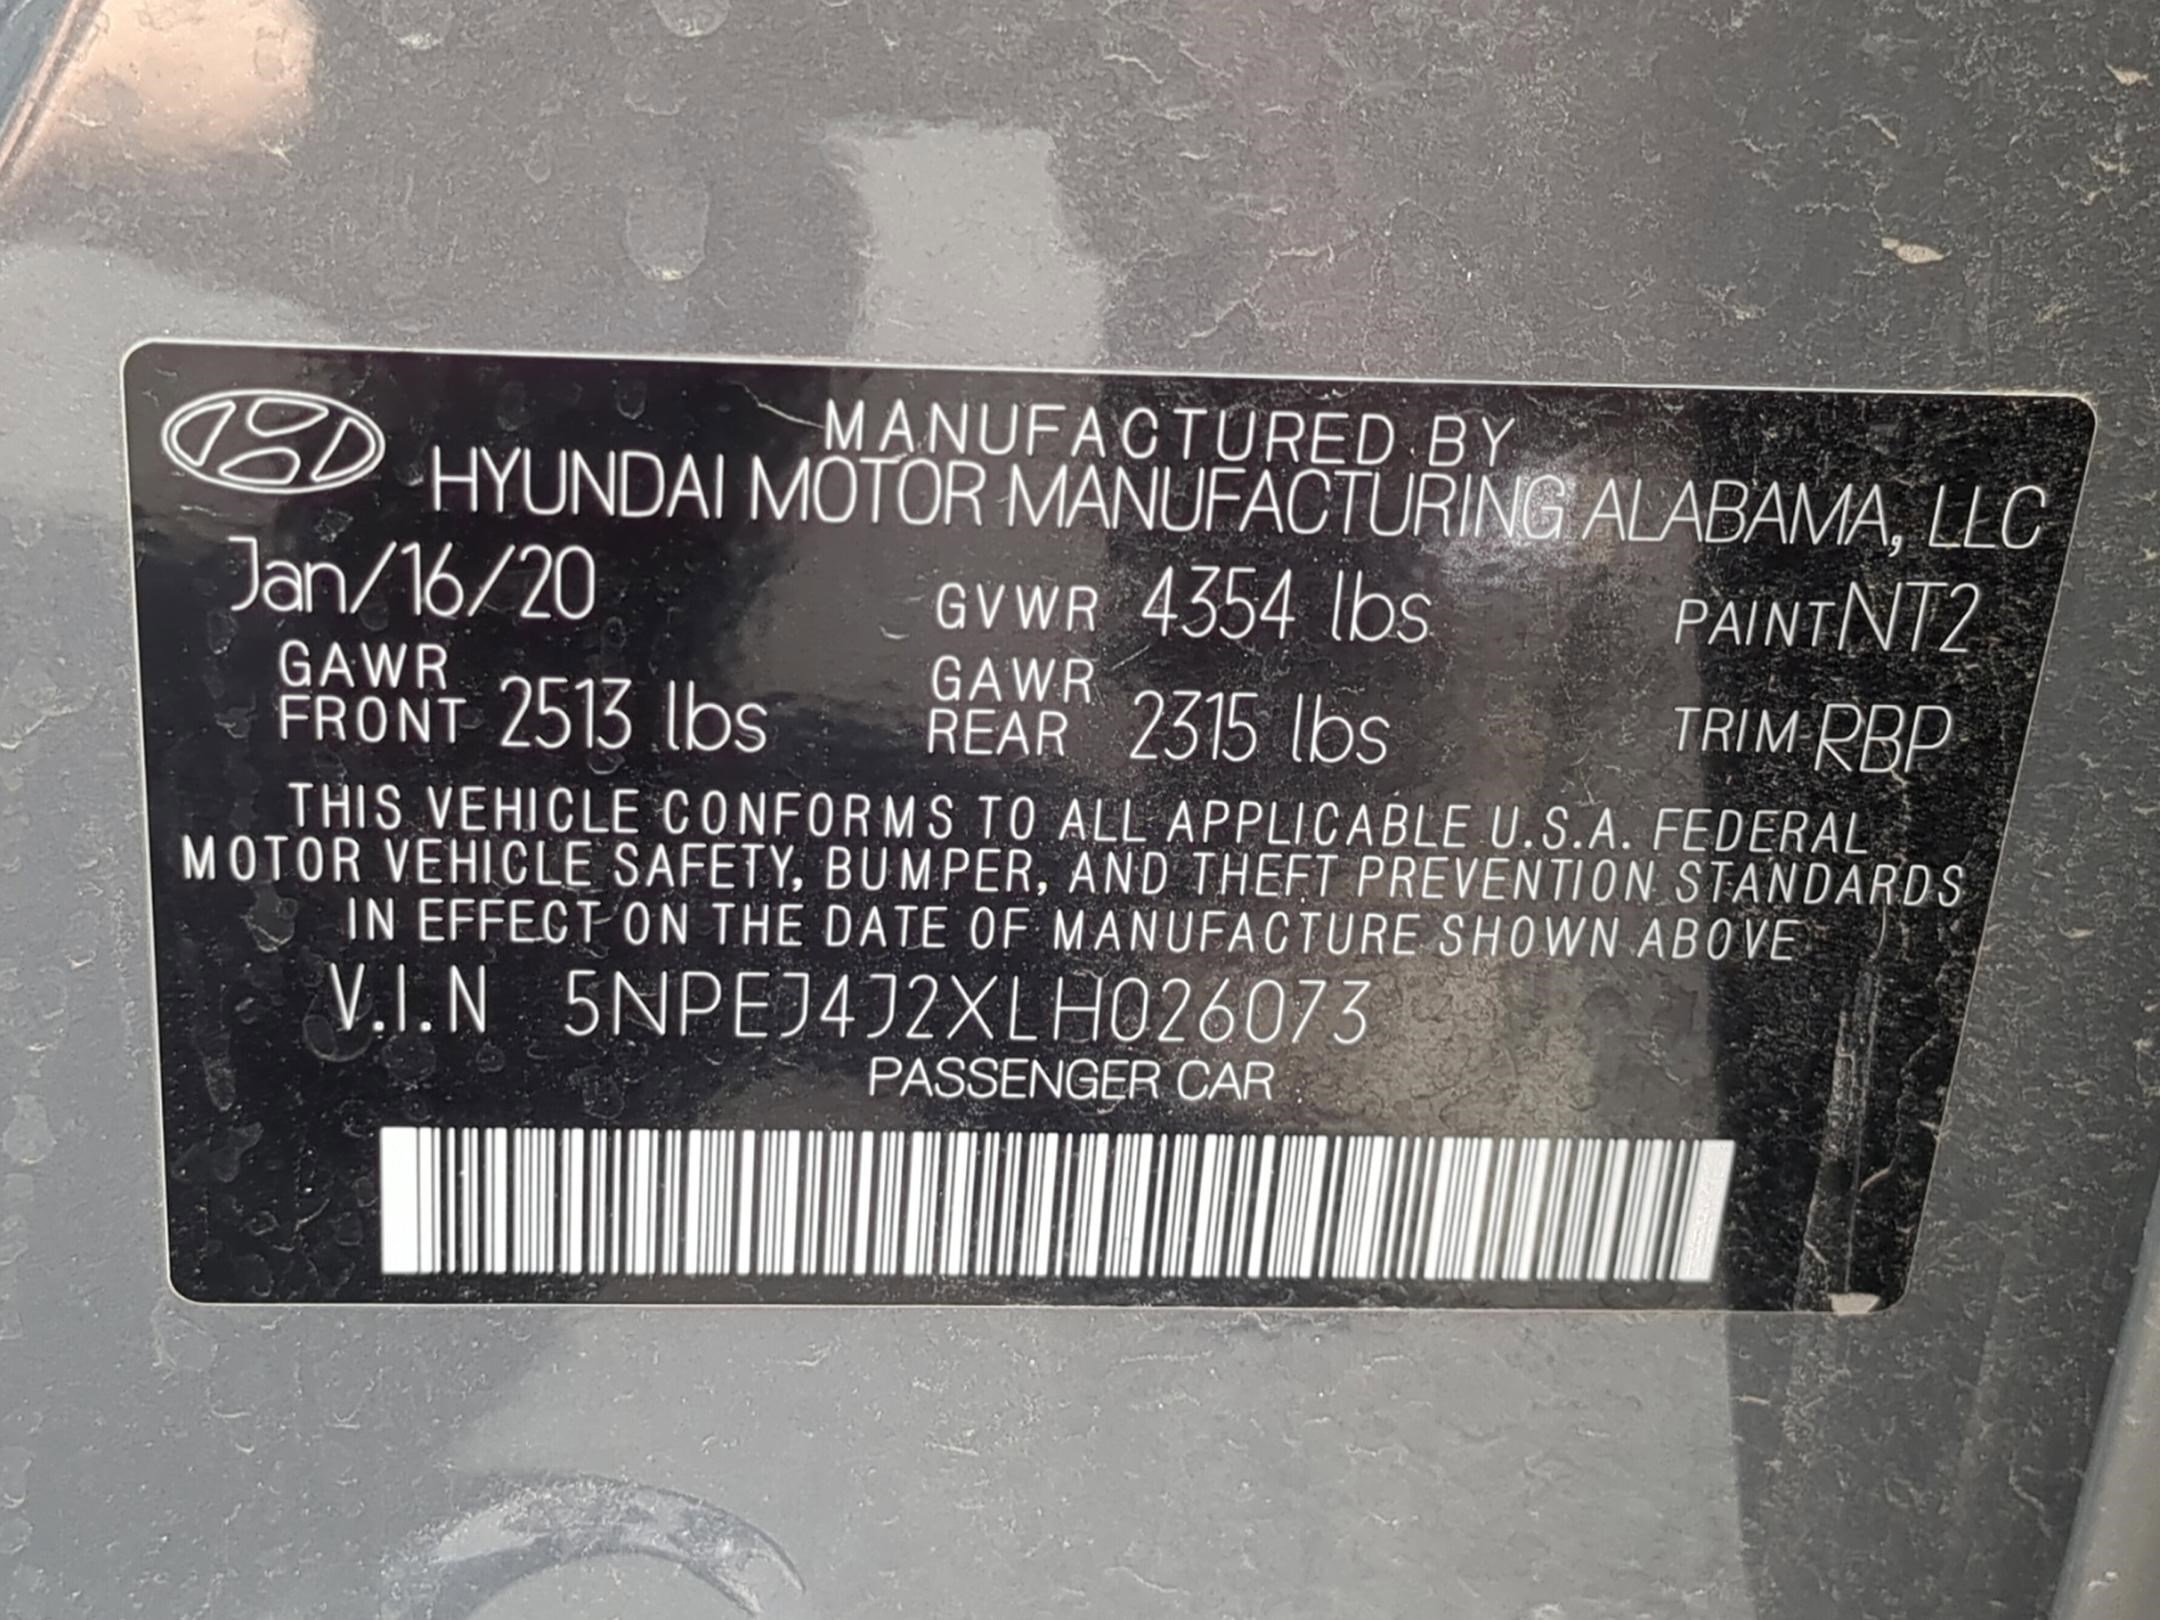 MANUFACTURED BY
HYUNDAI MOTOR MANUFACTURING ALABAMA, LLC
Jan/16/20 GVWR 4354 lbs PAINT NT2
GAWR FRONT 2513 lbs GAWR REAR 2315 lbs TRIM RBP
THIS VEHICLE CONFORMS TO ALL APPLICABLE U.S.A. FEDERAL
MOTOR VEHICLE SAFETY, BUMPER, AND THEFT PREVENTION STANDARDS
IN EFFECT ON THE DATE OF MANUFACTURE SHOWN ABOVE
V.I.N 5NPEJ4J2XLH026073
PASSENGER CAR